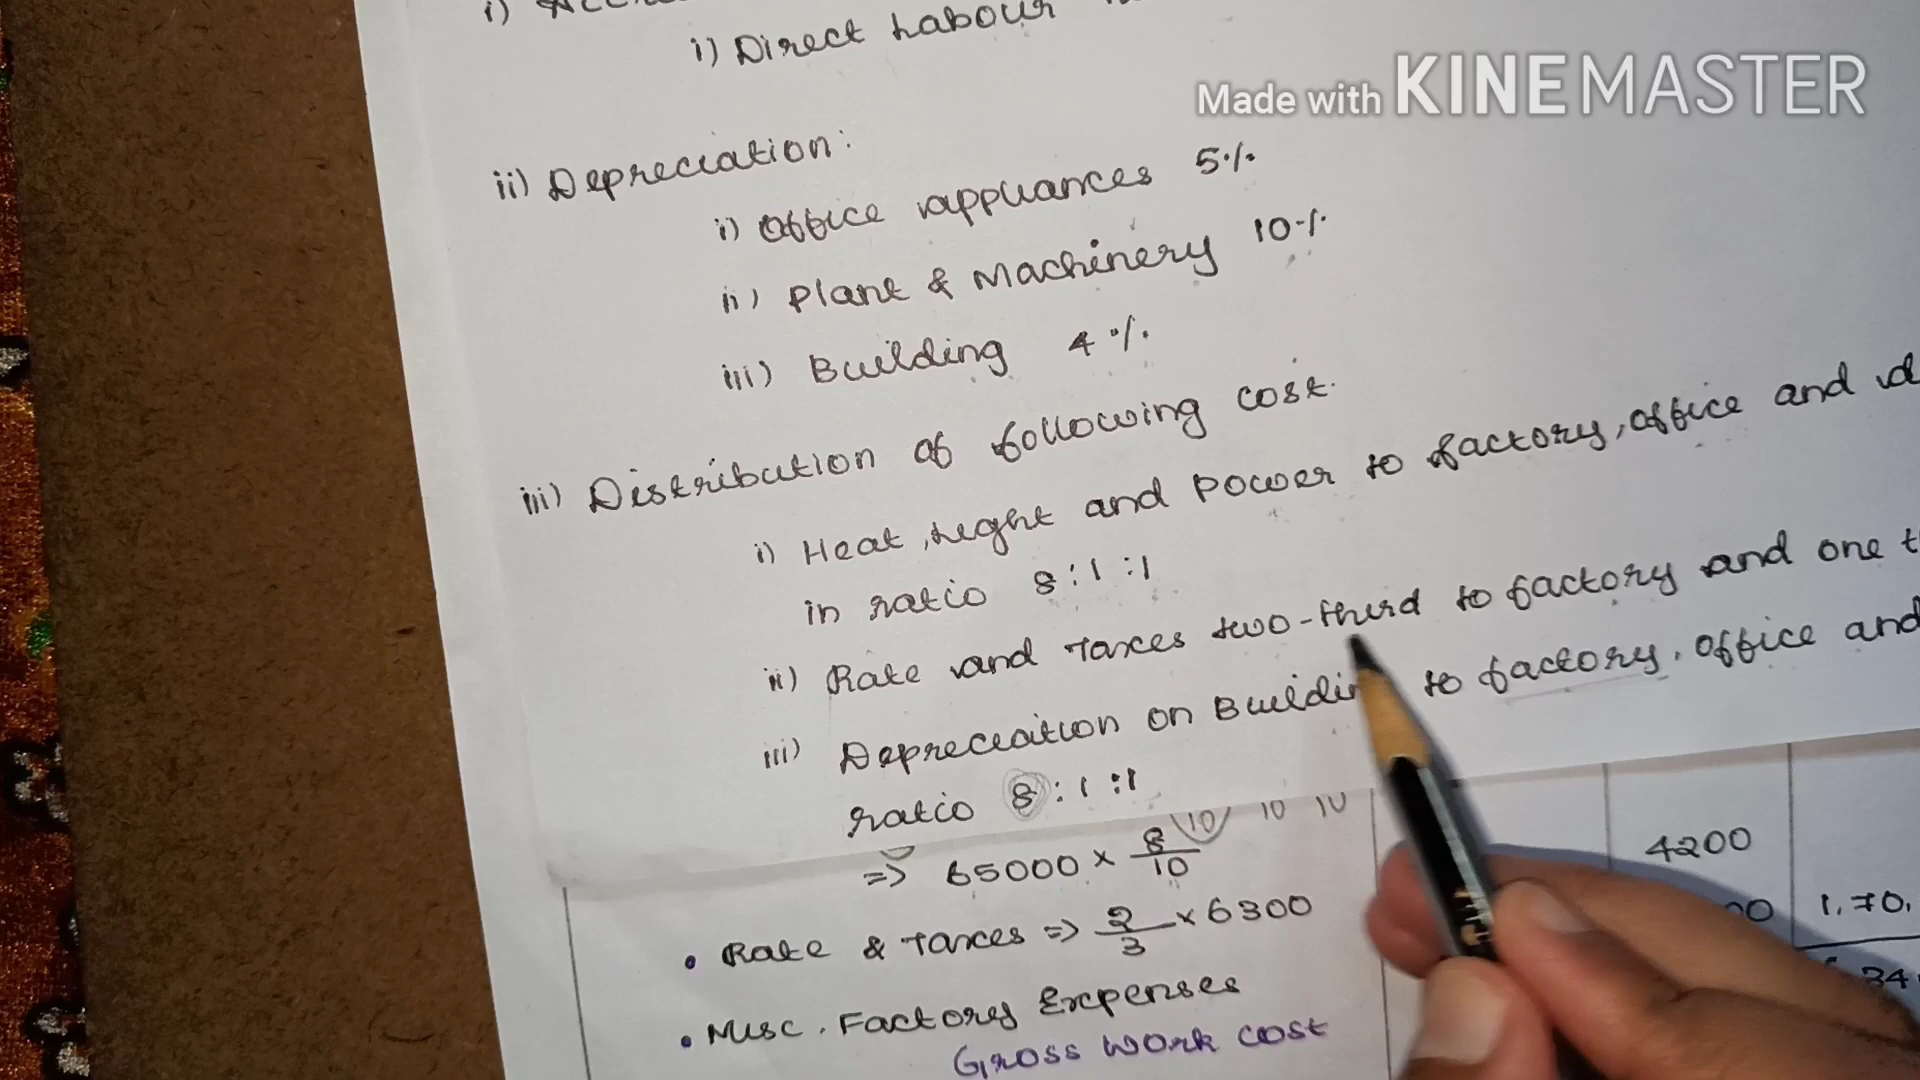 i)
i) Direct Labour
Made with KINEMASTER
ii) Depreciation:
i) Office appliances 5%
ii) Plant & Machinery 10%
iii) Building 4%
iii) Distribution of following cost.
i) Heat, Light and Power to factory, office and
in ratio 8:1:1
ii) Rate and Taxes two-third to factory and one
iii) Depreciation on Buildin to factory, office and
ratio 8:1:1
10 10 10
=> 65000 × 8/10
4200
• Rate & Taxes => 2/3 × 6300
1,70,
• Misc. Factory Expenses
34
Gross Work Cost